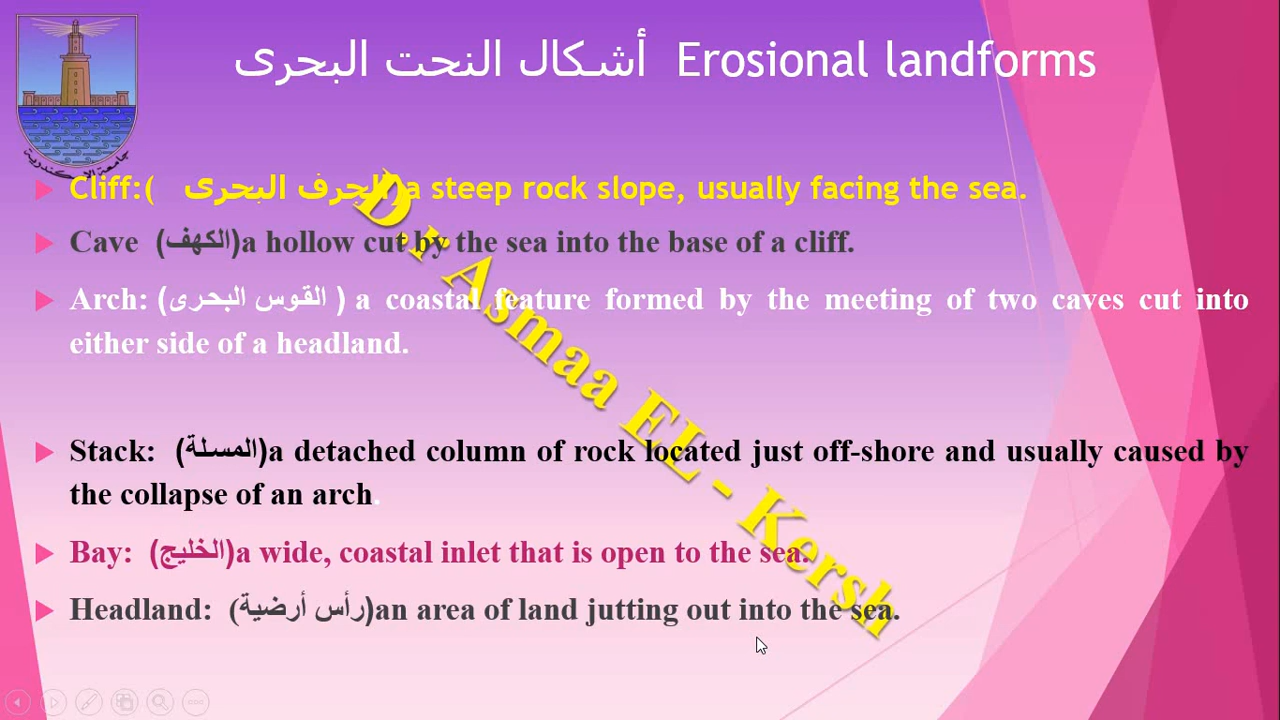 أشكال النحت البحرى Erosional landforms
جامعة الإسكندرية
Cliff:( الجرف البحرى) a steep rock slope, usually facing the sea.
Cave (الكهف)a hollow cut by the sea into the base of a cliff.
Arch: (القوس البحرى ) a coastal feature formed by the meeting of two caves cut into
either side of a headland.
Stack: (المسلة)a detached column of rock located just off-shore and usually caused by
the collapse of an arch.
Bay: (الخليج)a wide, coastal inlet that is open to the sea.
Headland: (رأس أرضية)an area of land jutting out into the sea.
D.r Asmaa EL - Kersh